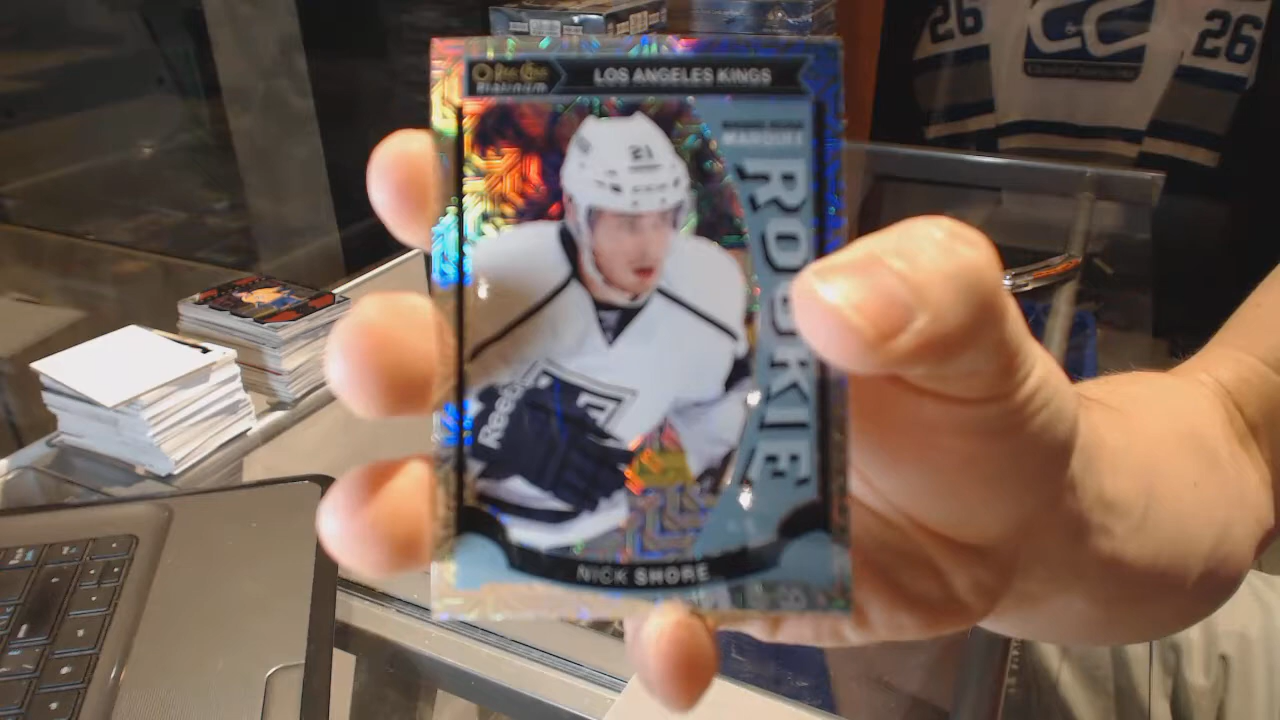 26
26
O-Pee-Chee
Platinum
LOS ANGELES KINGS
MARQUEE
ROOKIE
21
Reebok
NICK SHORE